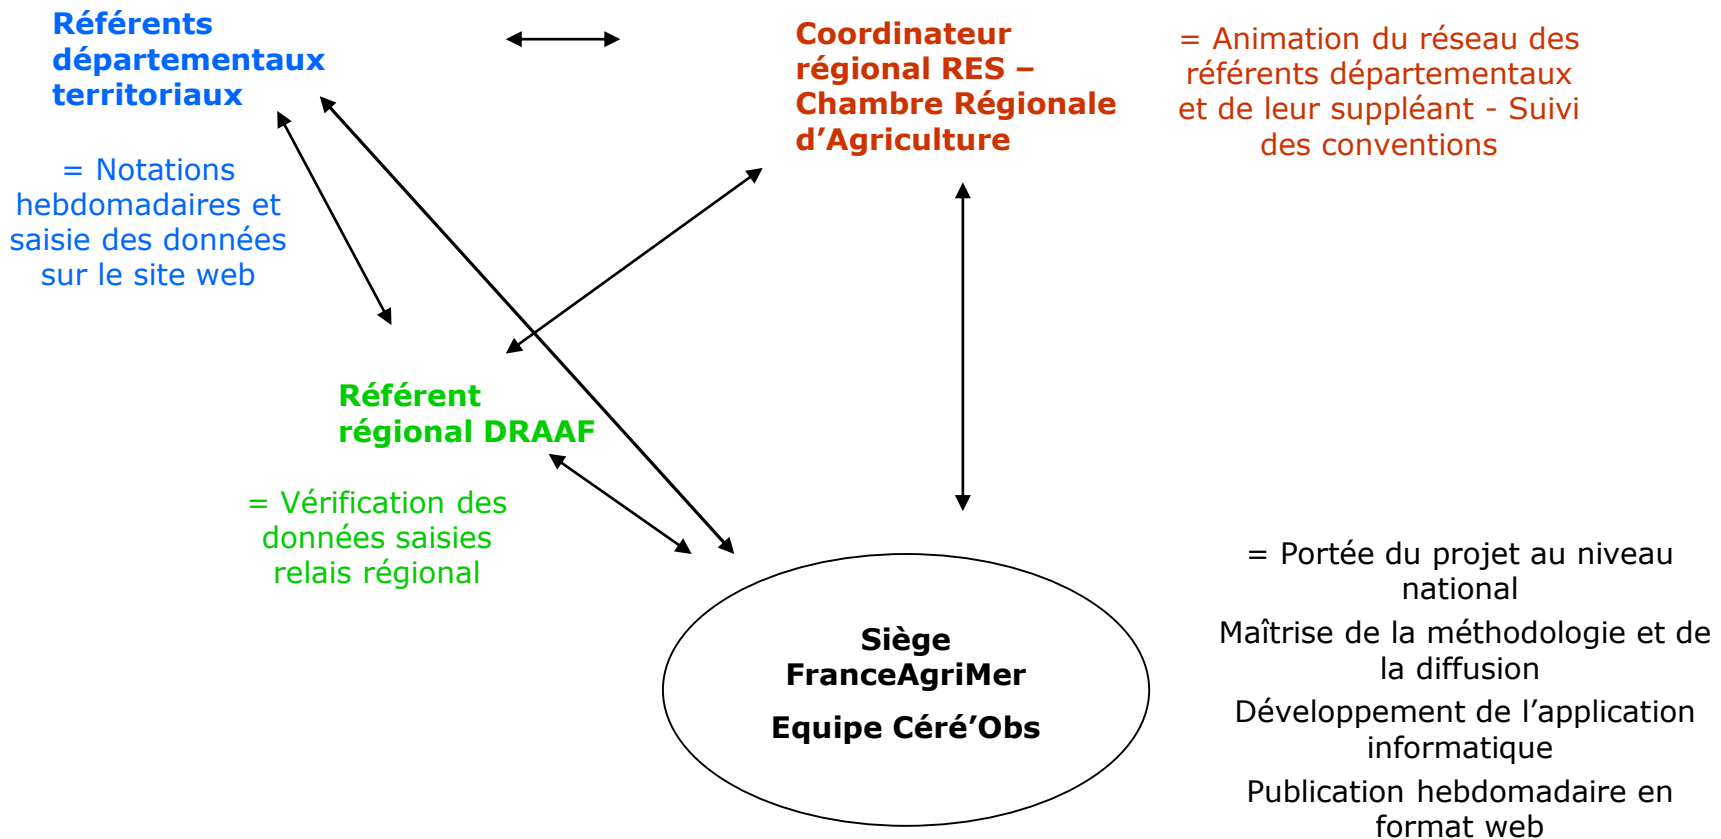 Référents
départementaux
territoriaux
= Notations
hebdomadaires et
saisie des données
sur le site web
Coordinateur
régional RES –
Chambre Régionale
d’Agriculture
= Animation du réseau des
référents départementaux
et de leur suppléant - Suivi
des conventions
Référent
régional DRAAF
= Vérification des
données saisies
relais régional
Siège
FranceAgriMer
Equipe Céré’Obs
= Portée du projet au niveau
national
Maîtrise de la méthodologie et de
la diffusion
Développement de l’application
informatique
Publication hebdomadaire en
format web